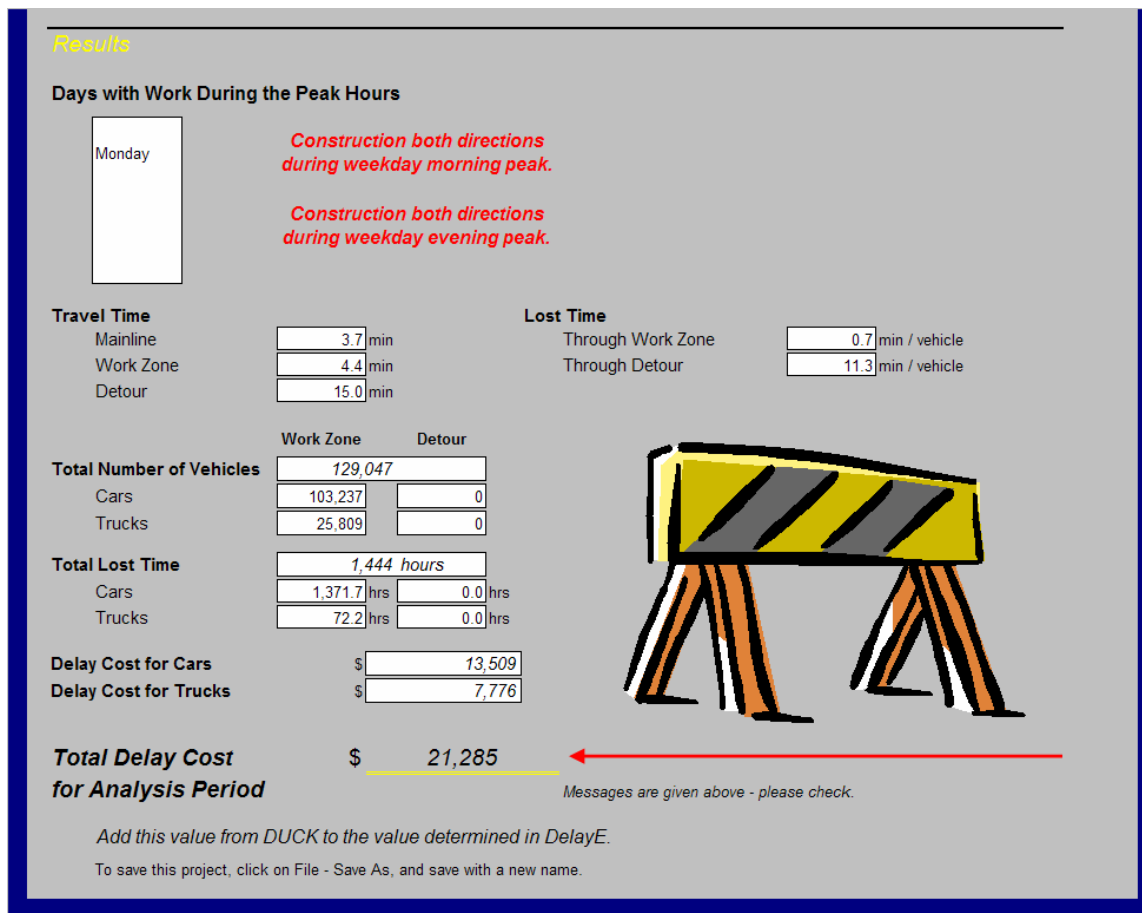 Results
Days with Work During the Peak Hours
Monday
Construction both directions
during weekday morning peak.
Construction both directions
during weekday evening peak.
Travel Time
Mainline 3.7 min
Work Zone 4.4 min
Detour 15.0 min
Lost Time
Through Work Zone 0.7 min / vehicle
Through Detour 11.3 min / vehicle
Work Zone Detour
Total Number of Vehicles 129,047
Cars 103,237 0
Trucks 25,809 0
Total Lost Time 1,444 hours
Cars 1,371.7 hrs 0.0 hrs
Trucks 72.2 hrs 0.0 hrs
Delay Cost for Cars $ 13,509
Delay Cost for Trucks $ 7,776
Total Delay Cost $ 21,285
for Analysis Period
Messages are given above - please check.
Add this value from DUCK to the value determined in DelayE.
To save this project, click on File - Save As, and save with a new name.